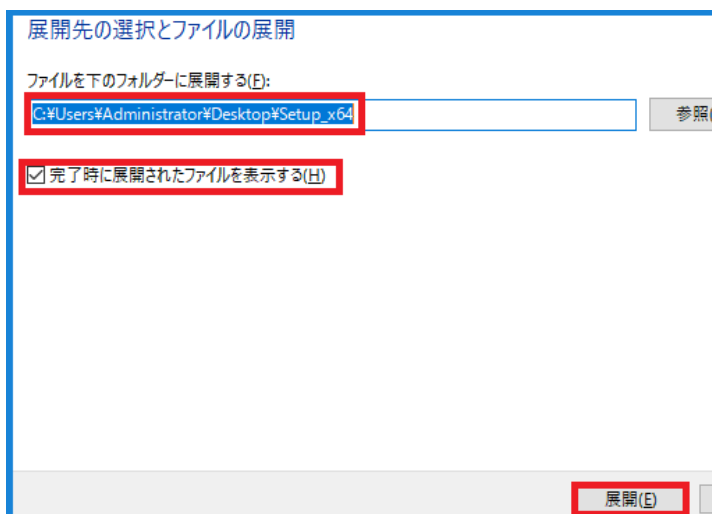 展開先の選択とファイルの展開
ファイルを下のフォルダーに展開する(F):
C:¥Users¥Administrator¥Desktop¥Setup_x64
参照(
完了時に展開されたファイルを表示する(H)
展開(E)